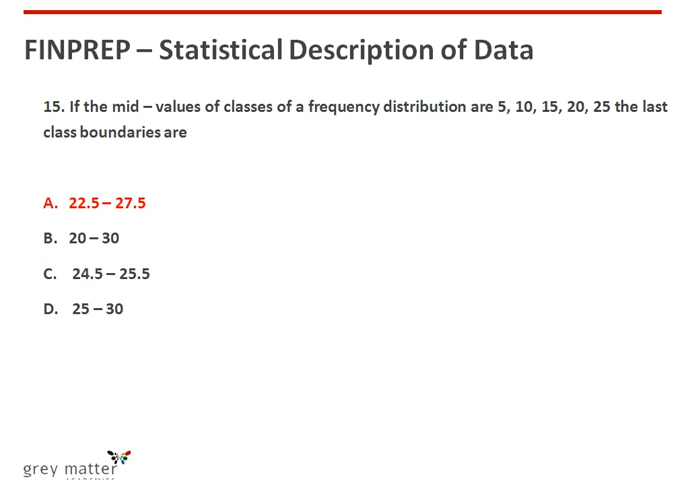 FINPREP – Statistical Description of Data
15. If the mid – values of classes of a frequency distribution are 5, 10, 15, 20, 25 the last
class boundaries are
A. 22.5 – 27.5
B. 20 – 30
C. 24.5 – 25.5
D. 25 – 30
grey matter